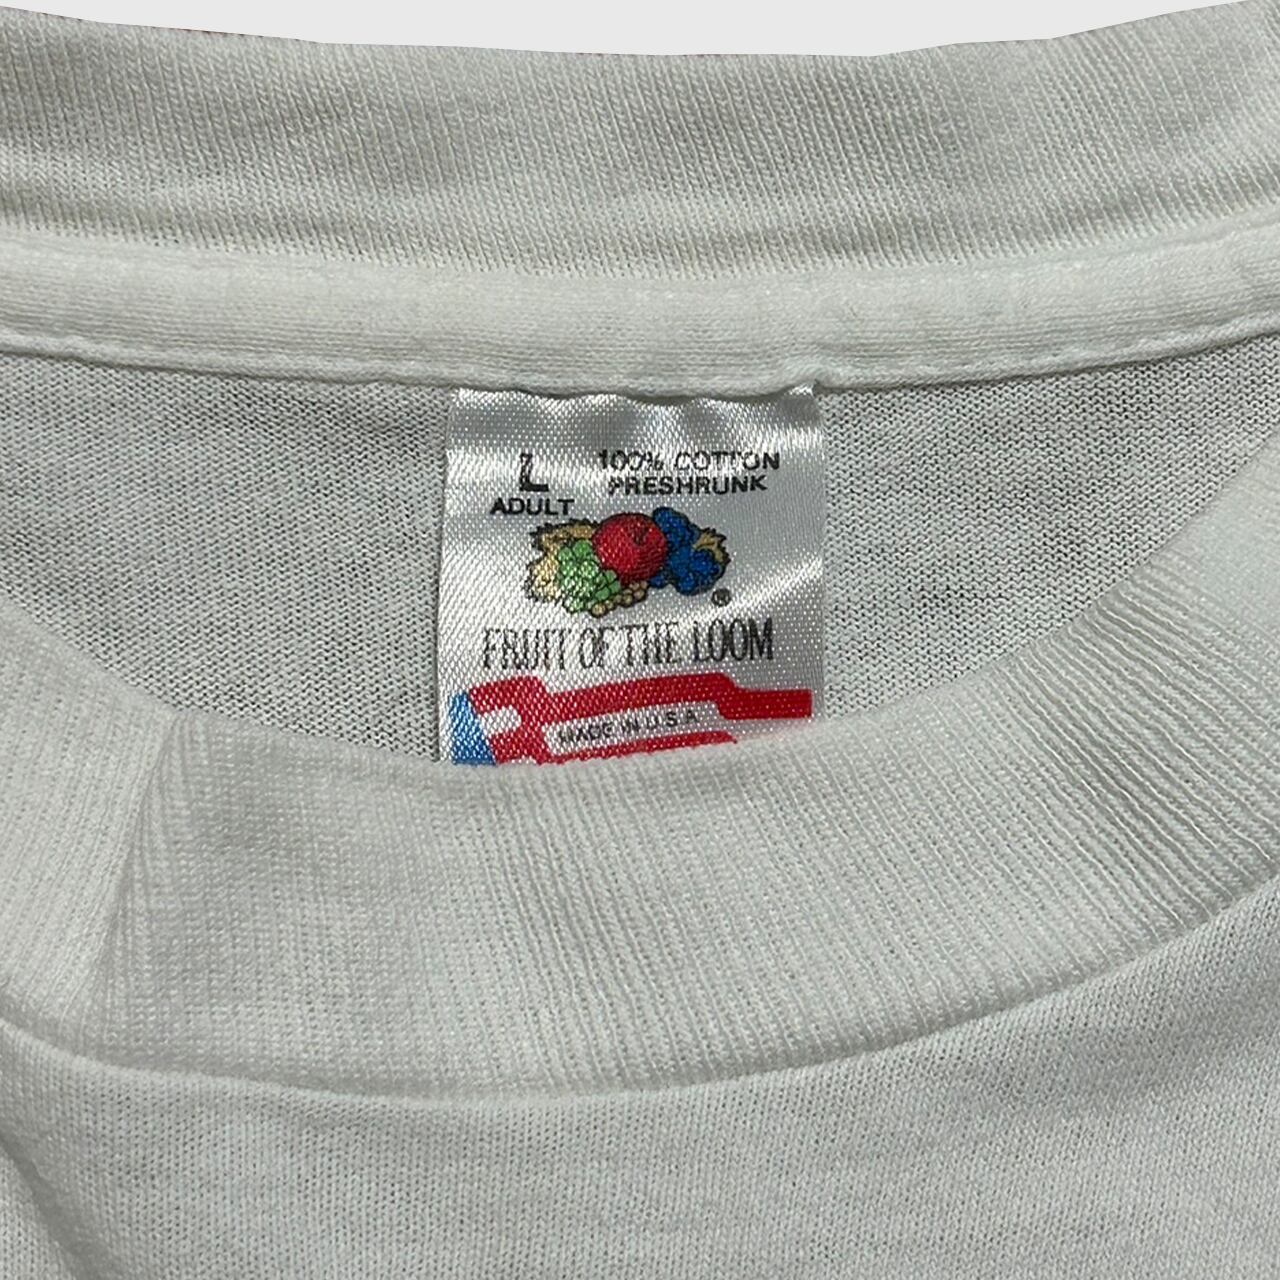 L
ADULT
100% COTTON
PRESHRUNK
®
FRUIT OF THE LOOM
MADE IN U.S.A.